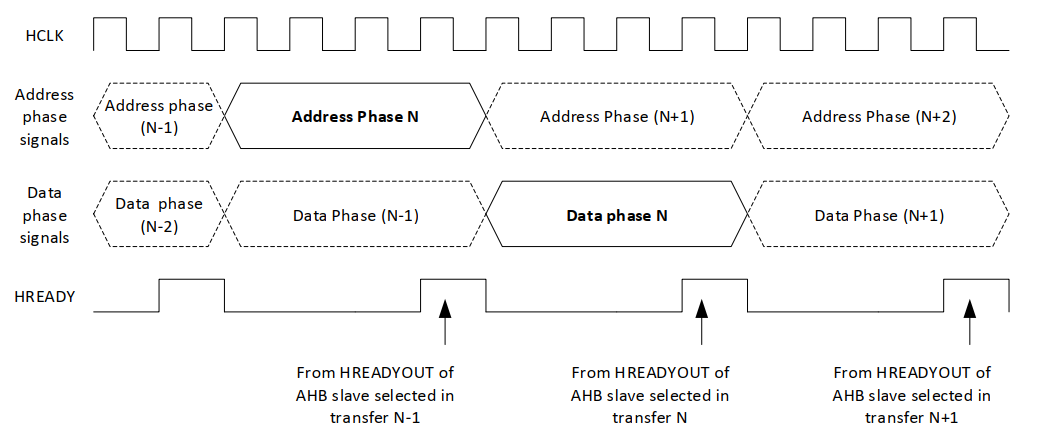 HCLK
Address
phase
signals
Address phase
(N-1)
Address Phase N
Address Phase (N+1)
Address Phase (N+2)
Data
phase
signals
Data  phase
(N-2)
Data Phase (N-1)
Data phase N
Data Phase (N+1)
HREADY
From HREADYOUT of
AHB slave selected in
transfer N-1
From HREADYOUT of
AHB slave selected in
transfer N
From HREADYOUT of
AHB slave selected in
transfer N+1